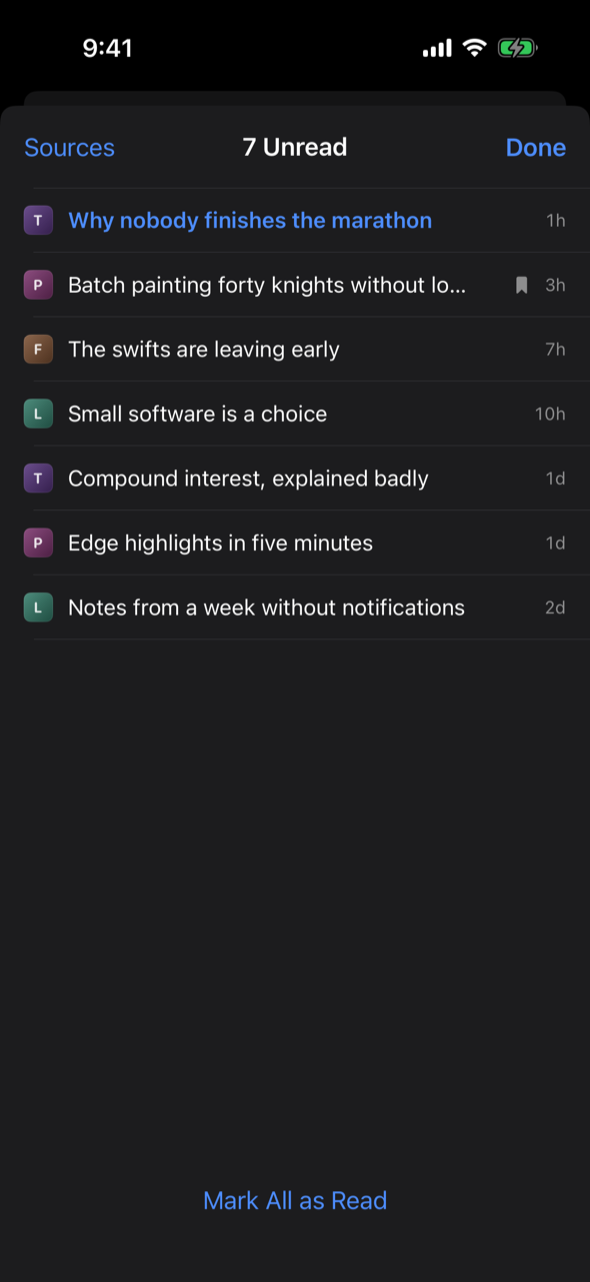 9:41
Sources 7 Unread Done
T Why nobody finishes the marathon 1h
P Batch painting forty knights without lo... 3h
F The swifts are leaving early 7h
L Small software is a choice 10h
T Compound interest, explained badly 1d
P Edge highlights in five minutes 1d
L Notes from a week without notifications 2d
Mark All as Read